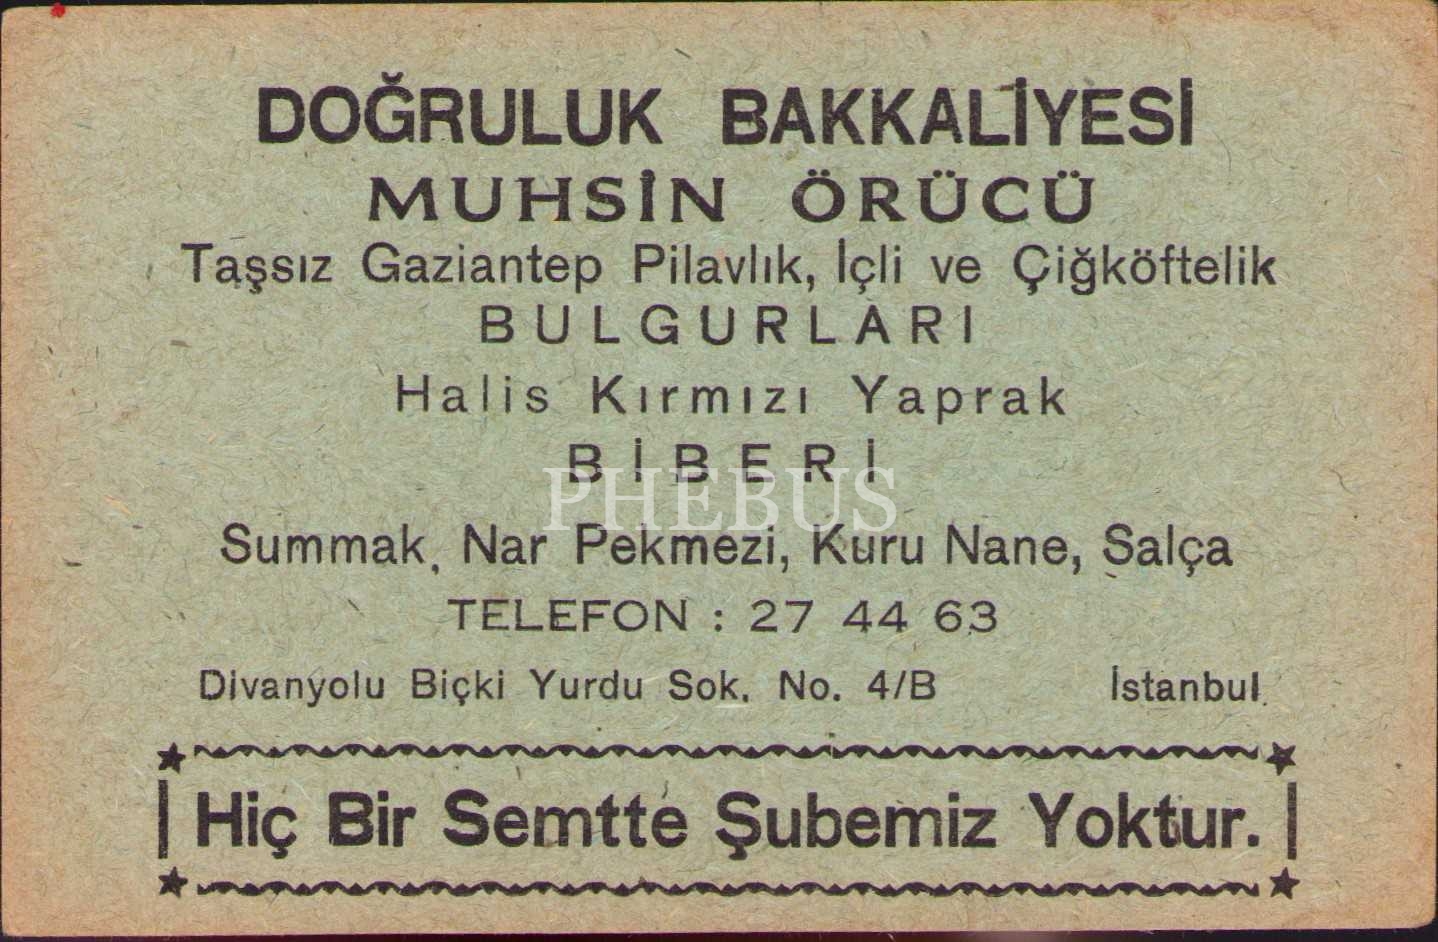 DOĞRULUK BAKKALİYESİ
MUHSİN ÖRÜCÜ
Taşsız Gaziantep Pilavlık, İçli ve Çiğköftelik
BULGURLARI
Halis Kırmızı Yaprak
BİBERİ
PHEBUS
Summak, Nar Pekmezi, Kuru Nane, Salça
TELEFON : 27 44 63
Divanyolu Biçki Yurdu Sok. No. 4/B İstanbul
Hiç Bir Semtte Şubemiz Yoktur.